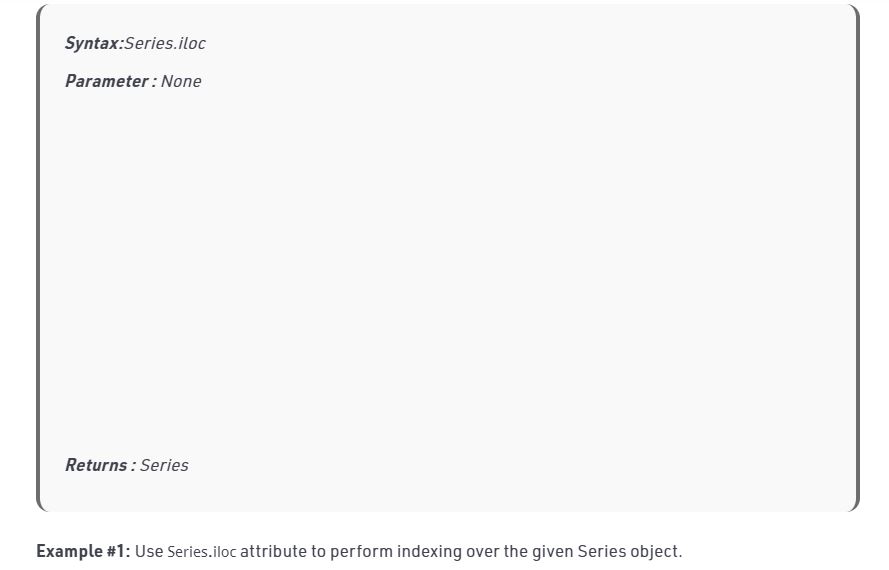 Syntax:Series.iloc
Parameter : None
Returns : Series
Example #1: Use Series.iloc attribute to perform indexing over the given Series object.